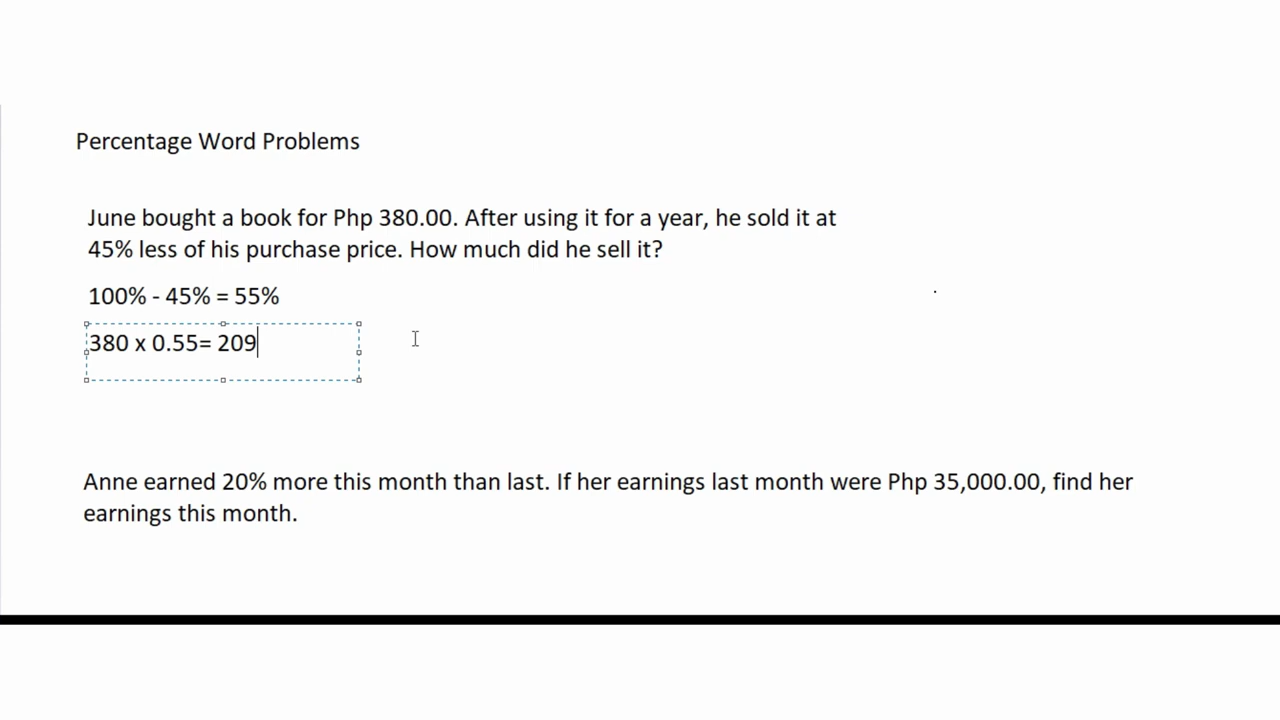 Percentage Word Problems
June bought a book for Php 380.00. After using it for a year, he sold it at
45% less of his purchase price. How much did he sell it?
100% - 45% = 55%
380 x 0.55= 209
Anne earned 20% more this month than last. If her earnings last month were Php 35,000.00, find her
earnings this month.